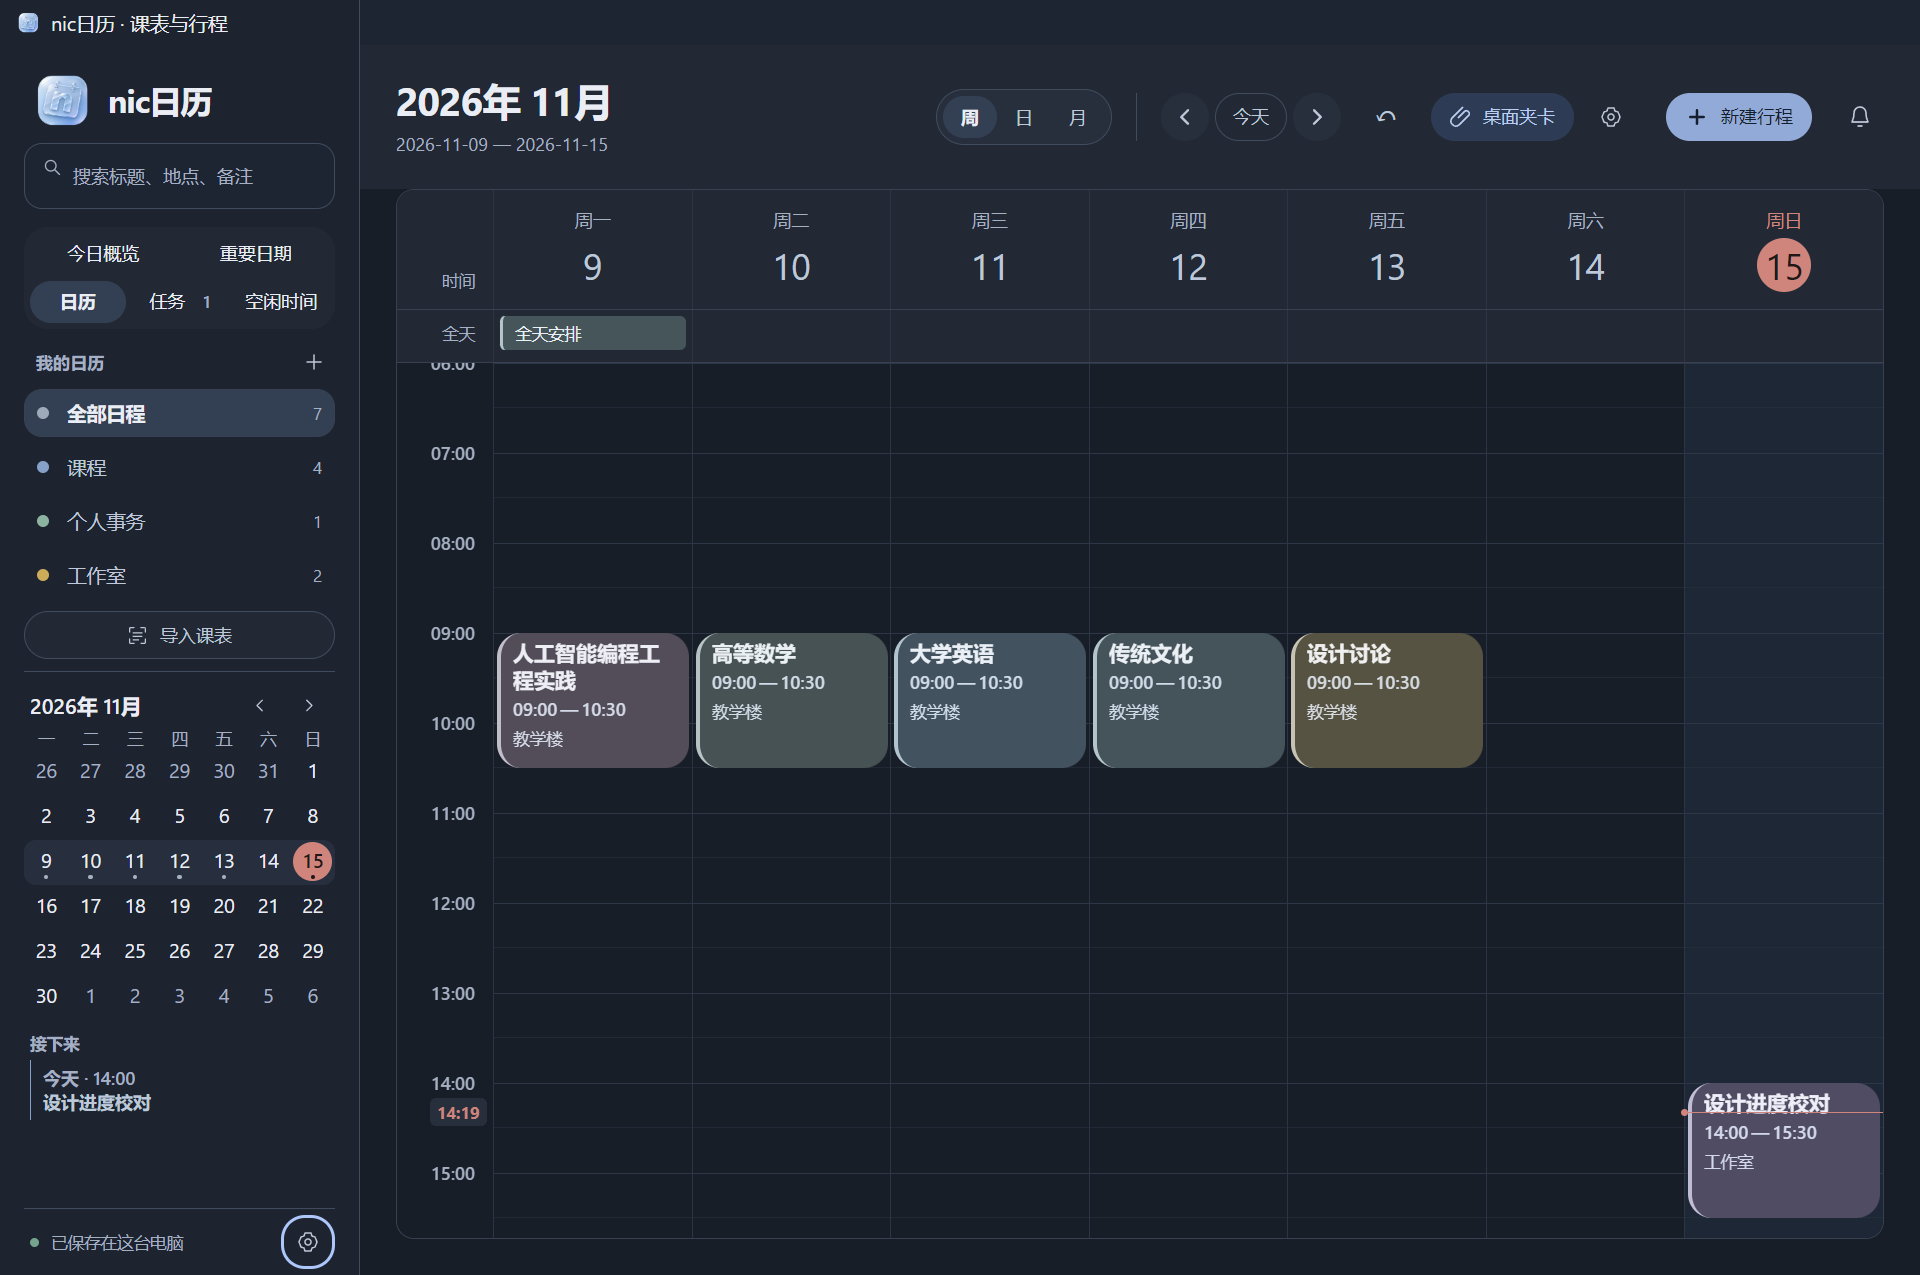 nic日历 · 课表与行程
nic日历
搜索标题、地点、备注
今日概览 重要日期
日历 任务 1 空闲时间
我的日历
全部日程 7
课程 4
个人事务 1
工作室 2
导入课表
2026年 11月
一 二 三 四 五 六 日
26 27 28 29 30 31 1
2 3 4 5 6 7 8
9 10 11 12 13 14 15
16 17 18 19 20 21 22
23 24 25 26 27 28 29
30 1 2 3 4 5 6
接下来
今天 · 14:00
设计进度校对
已保存在这台电脑
2026年 11月
2026-11-09 — 2026-11-15
周 日 月
今天
桌面夹卡
新建行程
时间
周一 周二 周三 周四 周五 周六 周日
9 10 11 12 13 14 15
全天 全天安排
06:00
07:00
08:00
09:00
10:00
11:00
12:00
13:00
14:00
14:19
15:00
人工智能编程工
程实践
09:00 — 10:30
教学楼
高等数学
09:00 — 10:30
教学楼
大学英语
09:00 — 10:30
教学楼
传统文化
09:00 — 10:30
教学楼
设计讨论
09:00 — 10:30
教学楼
设计进度校对
14:00 — 15:30
工作室